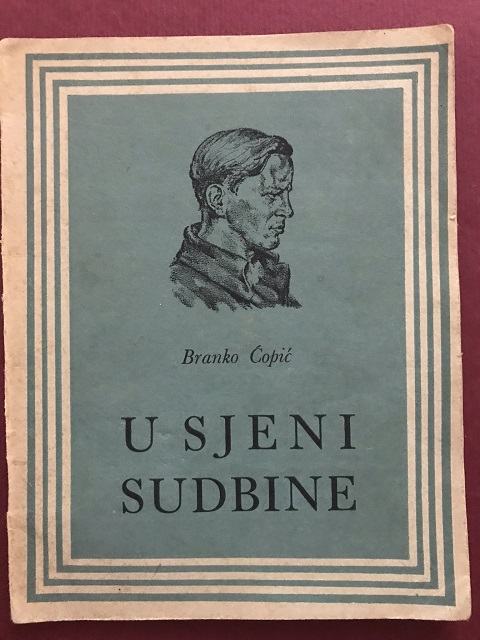 Branko Ćopić
U SJENI
SUDBINE